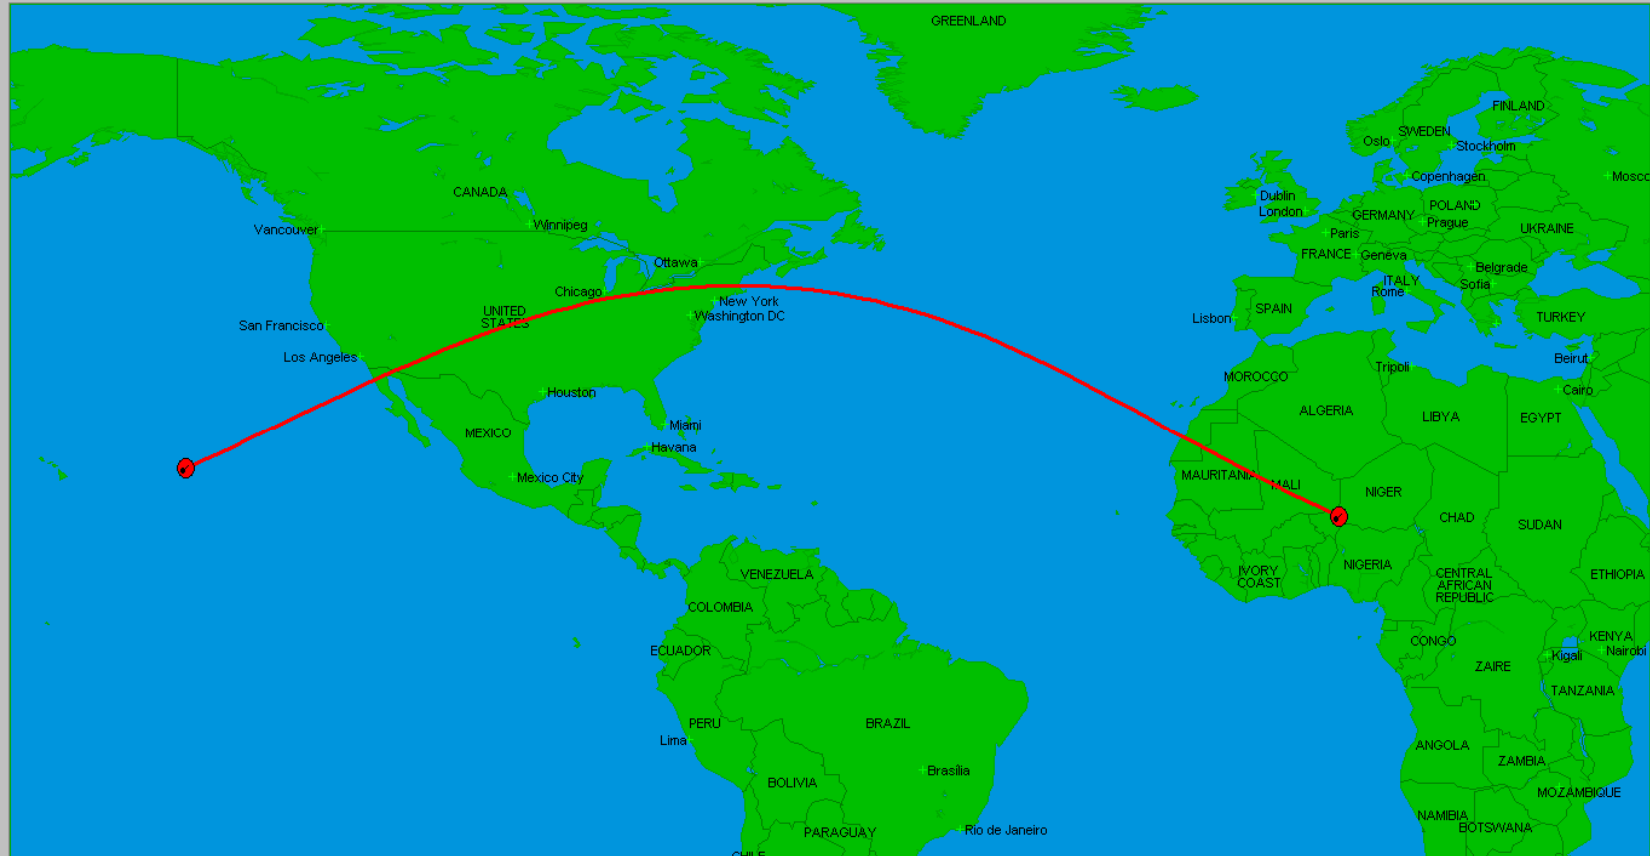 GREENLAND
FINLAND
SWEDEN
Oslo
Stockholm
Copenhagen
Mosco
CANADA
Dublin
London
POLAND
GERMANY
Prague
UKRAINE
Winnipeg
Vancouver
Paris
FRANCE
Geneva
Ottawa
Belgrade
ITALY
Sofia
Rome
Chicago
New York
UNITED
STATES
Washington DC
SPAIN
Lisbon
TURKEY
San Francisco
Los Angeles
Beirut
Tripoli
MOROCCO
Houston
Cairo
ALGERIA
LIBYA
EGYPT
Miami
MEXICO
Havana
Mexico City
MAURITANIA
MALI
NIGER
CHAD
SUDAN
NIGERIA
IVORY
COAST
CENTRAL
AFRICAN
REPUBLIC
ETHIOPIA
VENEZUELA
COLOMBIA
CONGO
KENYA
Nairobi
Kigali
ECUADOR
ZAIRE
TANZANIA
PERU
BRAZIL
Lima
ANGOLA
ZAMBIA
Brasília
BOLIVIA
MOZAMBIQUE
NAMIBIA
BOTSWANA
PARAGUAY
Rio de Janeiro
CHILE